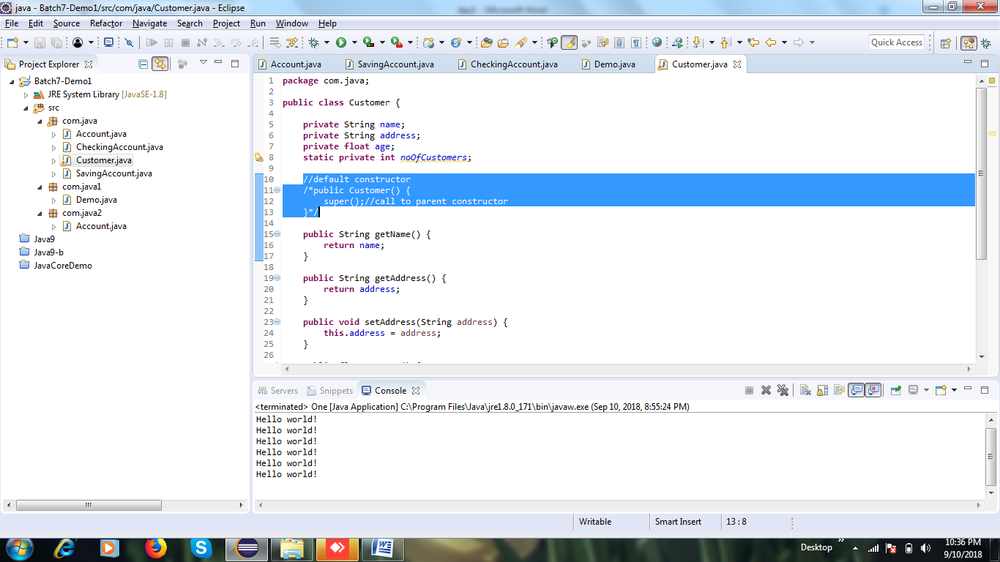 java - Batch7-Demo1/src/com/java/Customer.java - Eclipse
File Edit Source Refactor Navigate Search Project Run Window Help
Quick Access
Project Explorer
Batch7-Demo1
JRE System Library [JavaSE-1.8]
src
com.java
Account.java
CheckingAccount.java
Customer.java
SavingAccount.java
com.java1
Demo.java
com.java2
Account.java
Java9
Java9-b
JavaCoreDemo
Account.java SavingAccount.java CheckingAccount.java Demo.java Customer.java
1 package com.java;
2
3 public class Customer {
4
5 private String name;
6 private String address;
7 private float age;
8 static private int noOfCustomers;
9
10 //default constructor
11 /*public Customer() {
12 super();//call to parent constructor
13 }*/
14
15 public String getName() {
16 return name;
17 }
18
19 public String getAddress() {
20 return address;
21 }
22
23 public void setAddress(String address) {
24 this.address = address;
25 }
26
Servers Snippets Console
<terminated> One [Java Application] C:\Program Files\Java\jre1.8.0_171\bin\javaw.exe (Sep 10, 2018, 8:55:24 PM)
Hello world!
Hello world!
Hello world!
Hello world!
Hello world!
Hello world!
Writable Smart Insert 13 : 8
Desktop
10:36 PM
9/10/2018